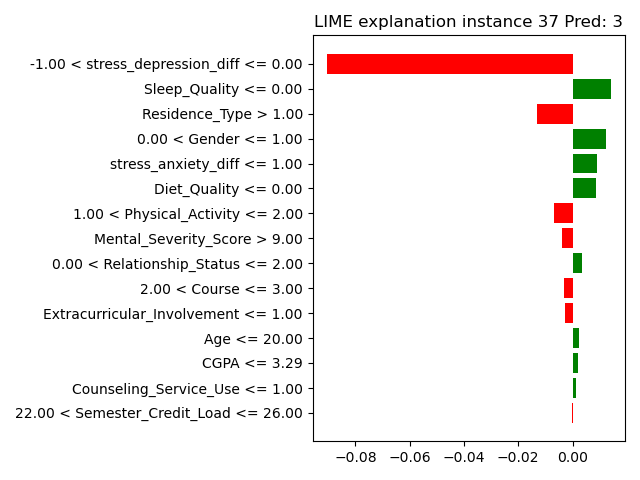 LIME explanation instance 37 Pred: 3
-1.00 < stress_depression_diff <= 0.00
Sleep_Quality <= 0.00
Residence_Type > 1.00
0.00 < Gender <= 1.00
stress_anxiety_diff <= 1.00
Diet_Quality <= 0.00
1.00 < Physical_Activity <= 2.00
Mental_Severity_Score > 9.00
0.00 < Relationship_Status <= 2.00
2.00 < Course <= 3.00
Extracurricular_Involvement <= 1.00
Age <= 20.00
CGPA <= 3.29
Counseling_Service_Use <= 1.00
22.00 < Semester_Credit_Load <= 26.00
−0.08 −0.06 −0.04 −0.02 0.00